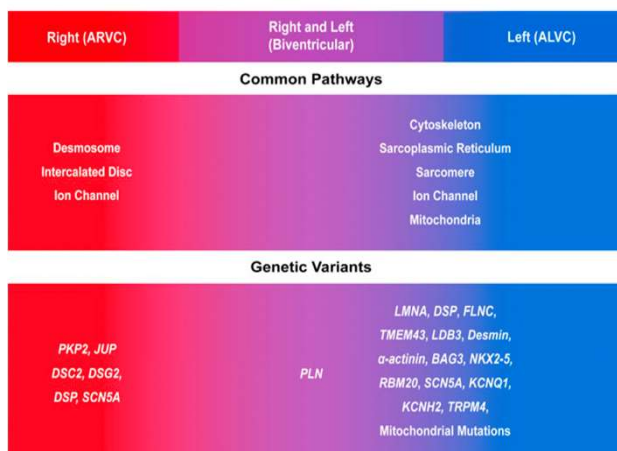 Right (ARVC)
Right and Left
(Biventricular)
Left (ALVC)
Common Pathways
Desmosome
Intercalated Disc
Ion Channel
Cytoskeleton
Sarcoplasmic Reticulum
Sarcomere
Ion Channel
Mitochondria
Genetic Variants
PKP2, JUP
DSC2, DSG2,
DSP, SCN5A
PLN
LMNA, DSP, FLNC,
TMEM43, LDB3, Desmin,
α-actinin, BAG3, NKX2-5,
RBM20, SCN5A, KCNQ1,
KCNH2, TRPM4,
Mitochondrial Mutations